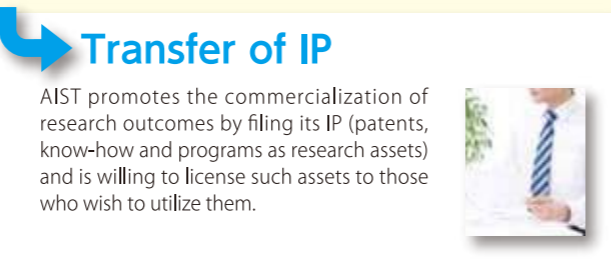 Transfer of IP
AIST promotes the commercialization of
research outcomes by filing its IP (patents,
know-how and programs as research assets)
and is willing to license such assets to those
who wish to utilize them.